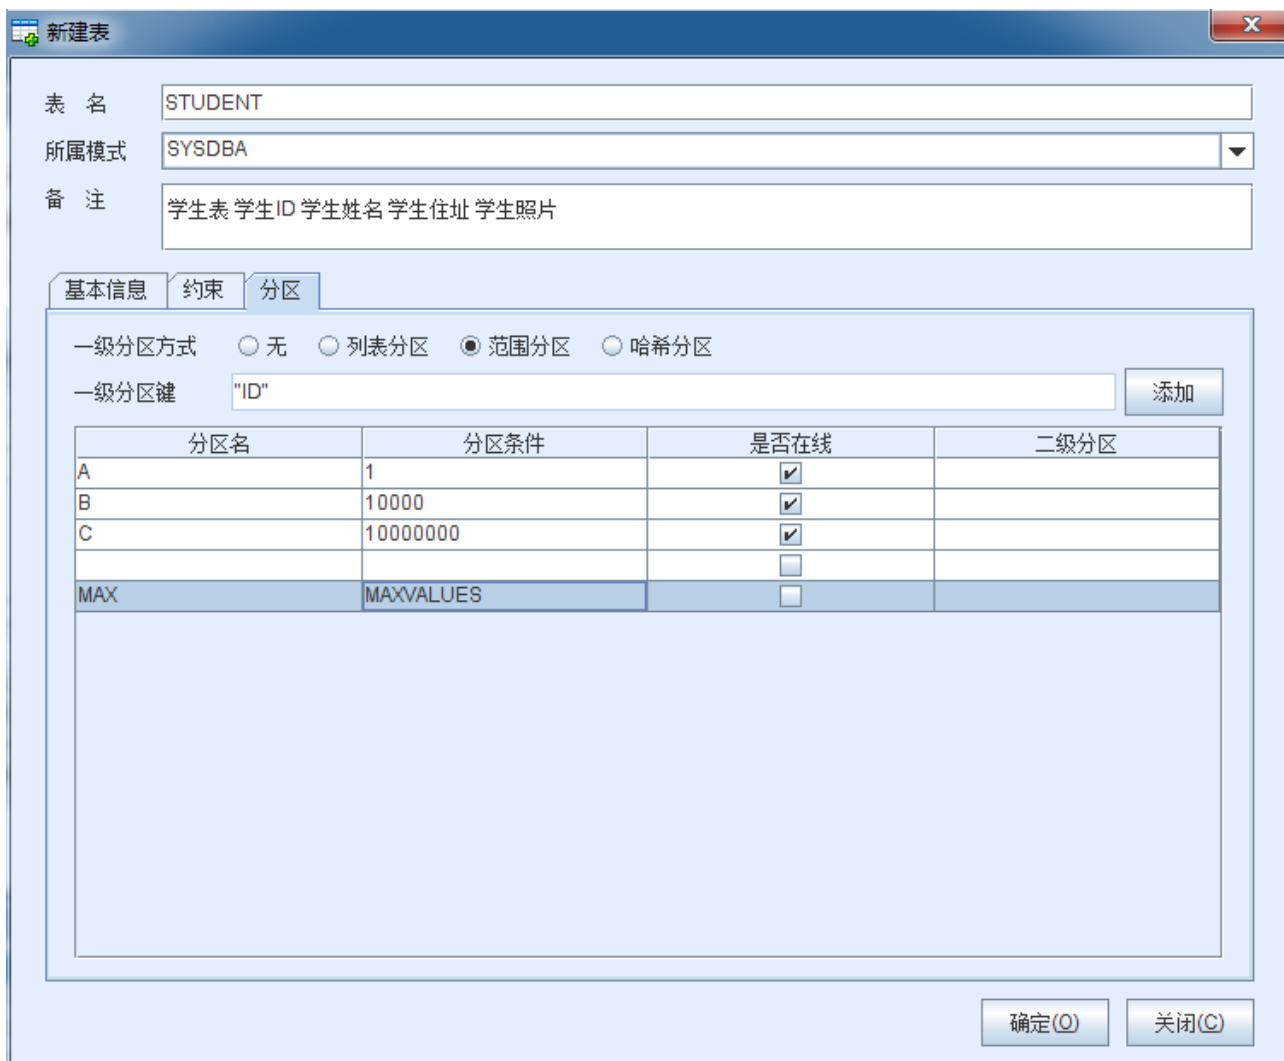 新建表
表 名 STUDENT
所属模式 SYSDBA
备 注 学生表 学生ID 学生姓名 学生住址 学生照片
基本信息 约束 分区
一级分区方式 无 列表分区 范围分区 哈希分区
一级分区键 "ID" 添加
分区名 分区条件 是否在线 二级分区
A 1
B 10000
C 10000000
MAX MAXVALUES
确定(O) 关闭(C)